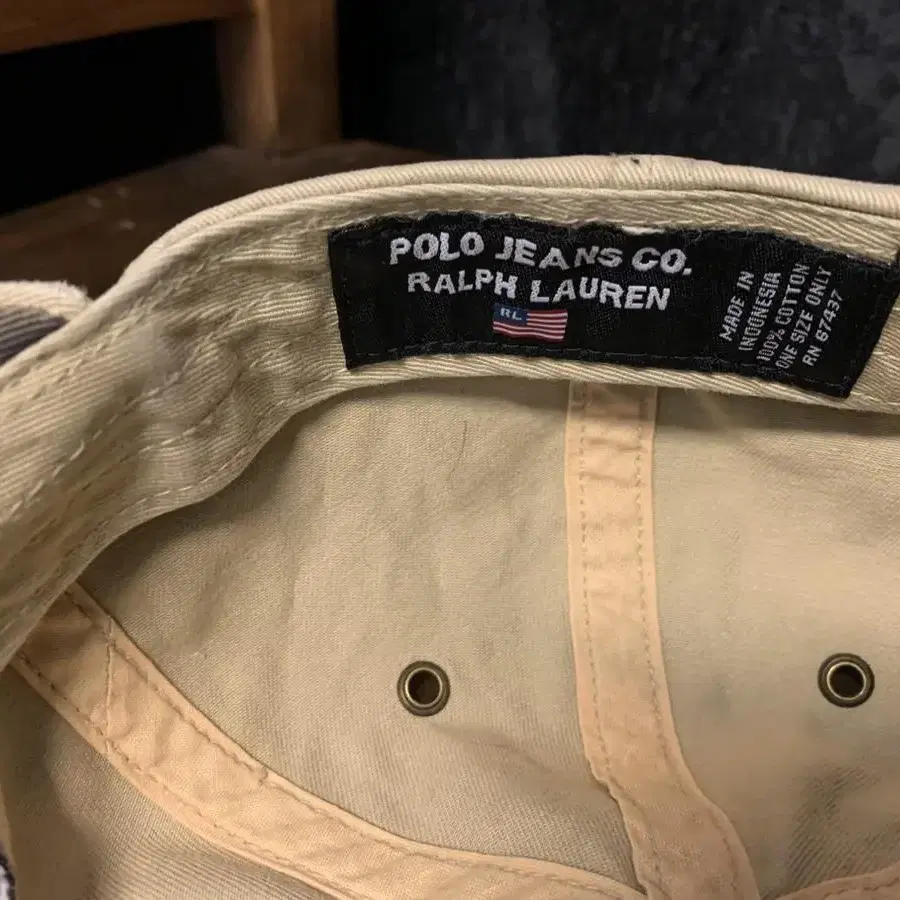 POLO JEANS CO.
RALPH LAUREN
RL
MADE IN
INDONESIA
100% COTTON
ONE SIZE ONLY
RN 67437